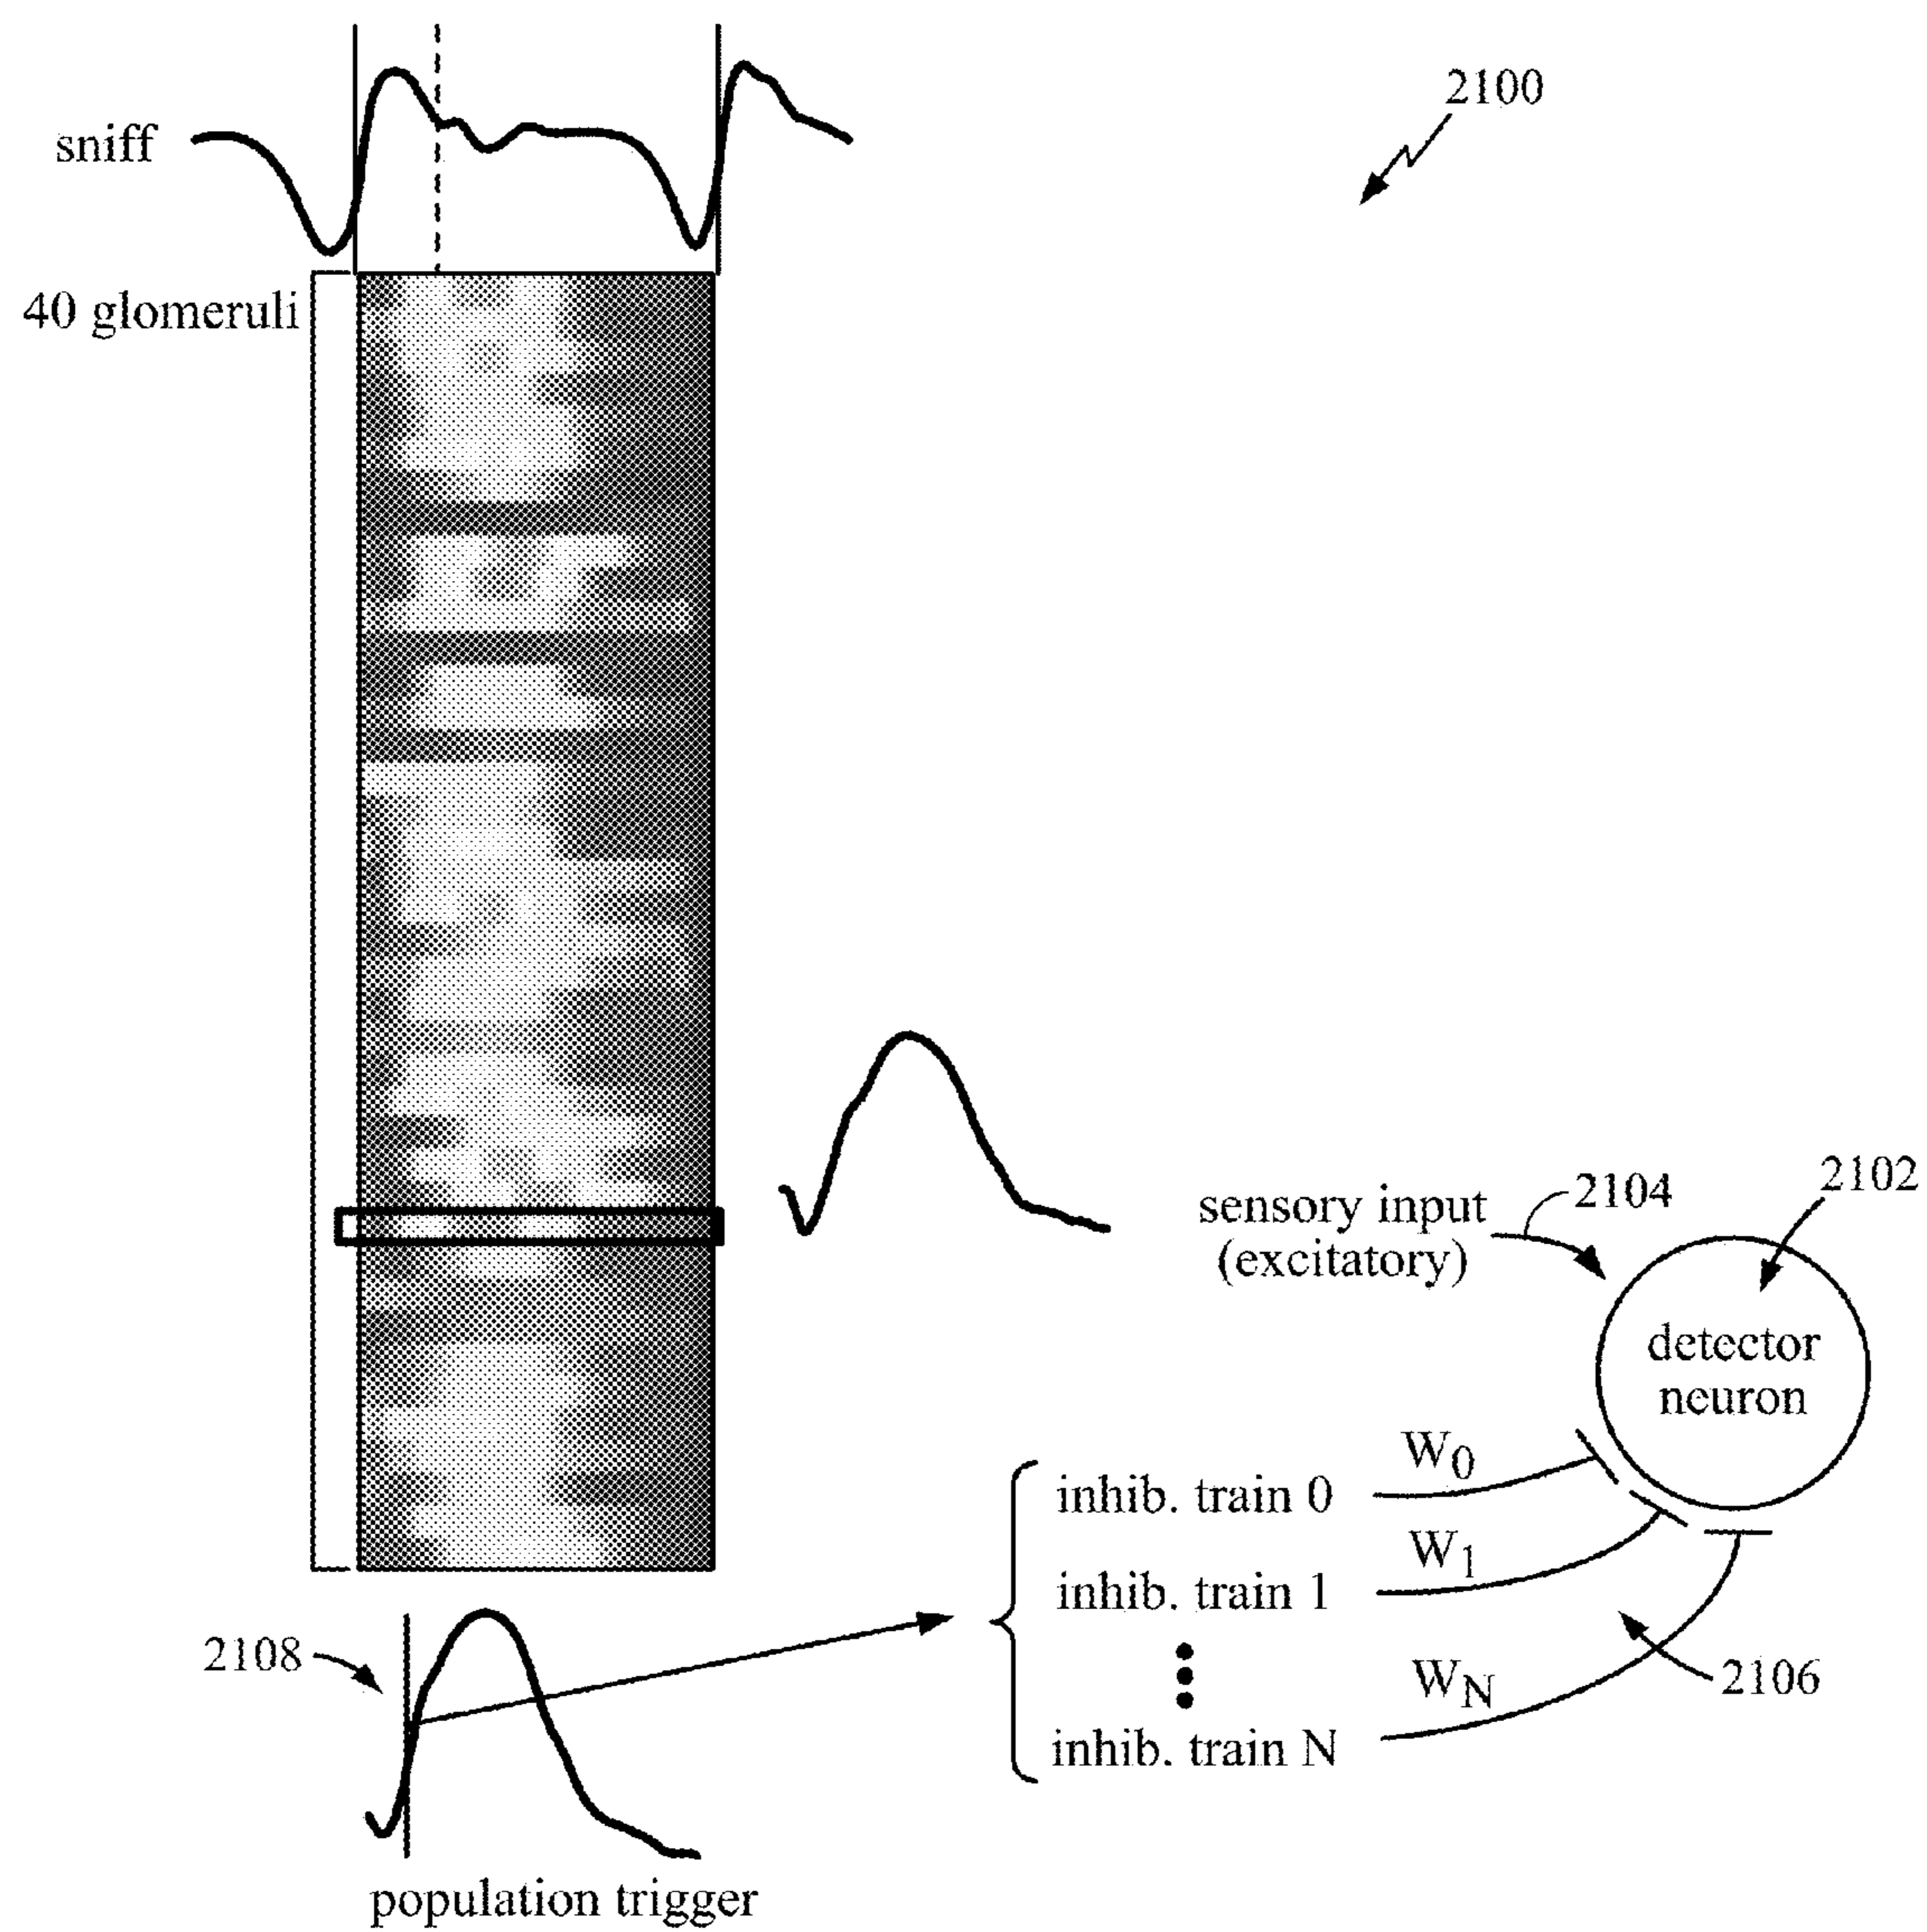 2100
sniff
40 glomeruli
sensory input
(excitatory)
2104
2102
detector
neuron
W0
inhib. train 0
W1
inhib. train 1
2108
WN
2106
inhib. train N
population trigger